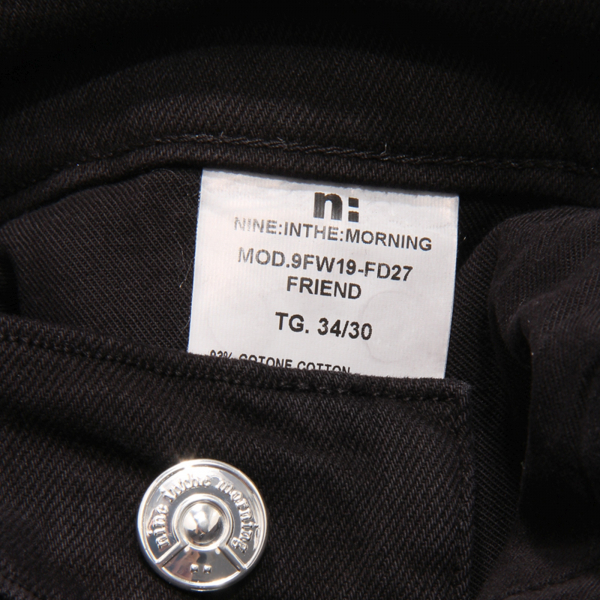 n:
NINE:INTHE:MORNING
MOD.9FW19-FD27
FRIEND
TG. 34/30
COTONE COTTON
nine inthe morning